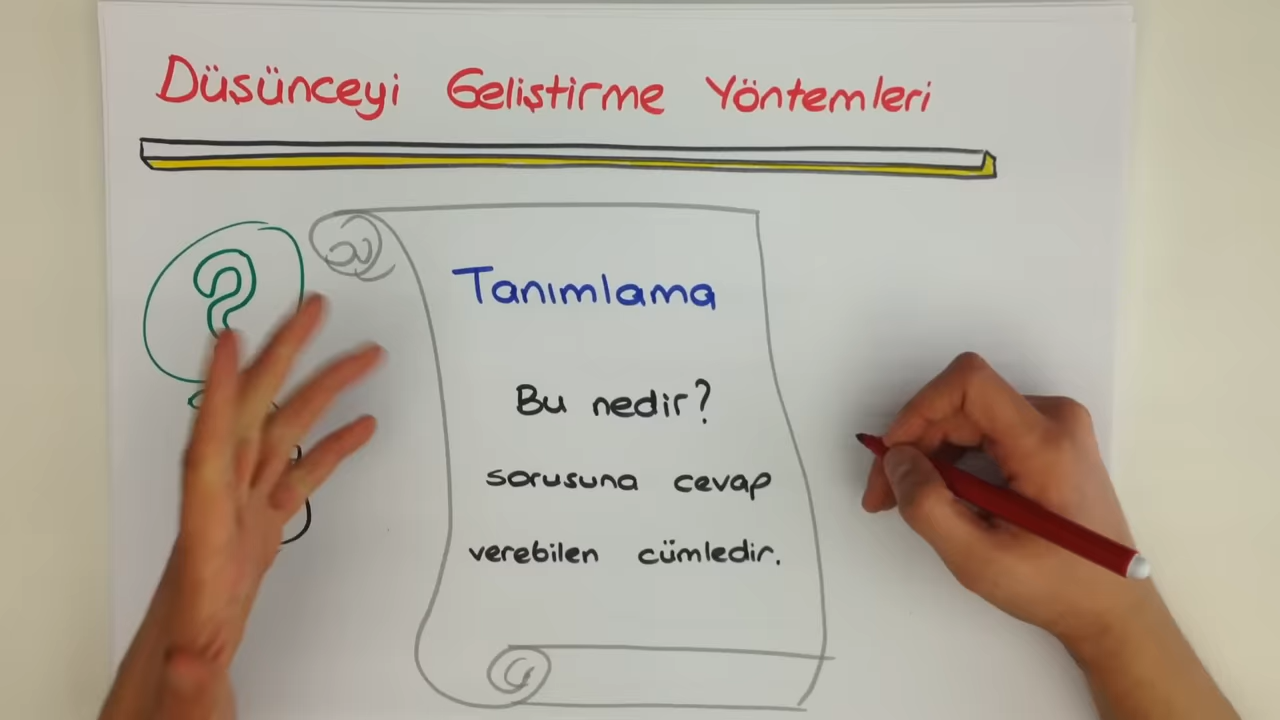 Düşünceyi Geliştirme Yöntemleri
?
Tanımlama
Bu nedir?
sorusuna cevap
verebilen cümledir.